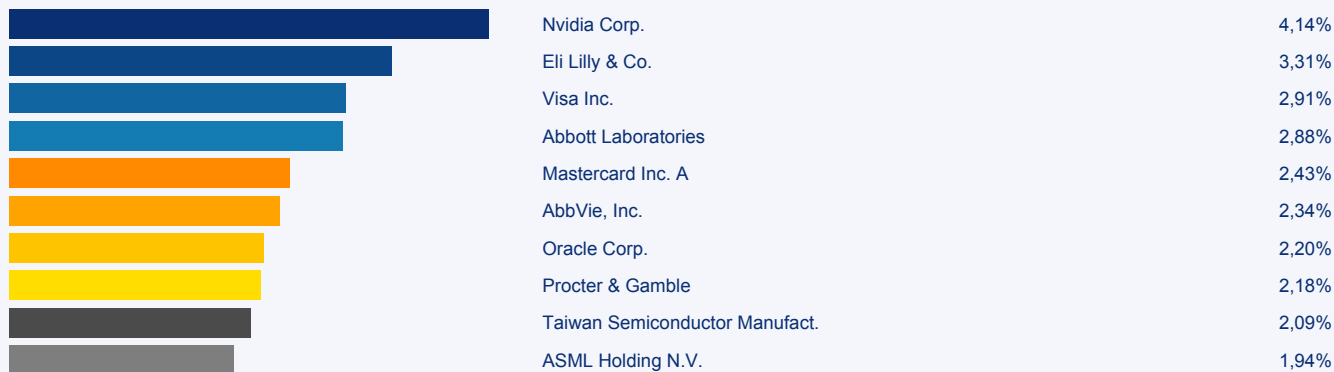 Nvidia Corp. 4,14%
Eli Lilly & Co. 3,31%
Visa Inc. 2,91%
Abbott Laboratories 2,88%
Mastercard Inc. A 2,43%
AbbVie, Inc. 2,34%
Oracle Corp. 2,20%
Procter & Gamble 2,18%
Taiwan Semiconductor Manufact. 2,09%
ASML Holding N.V. 1,94%